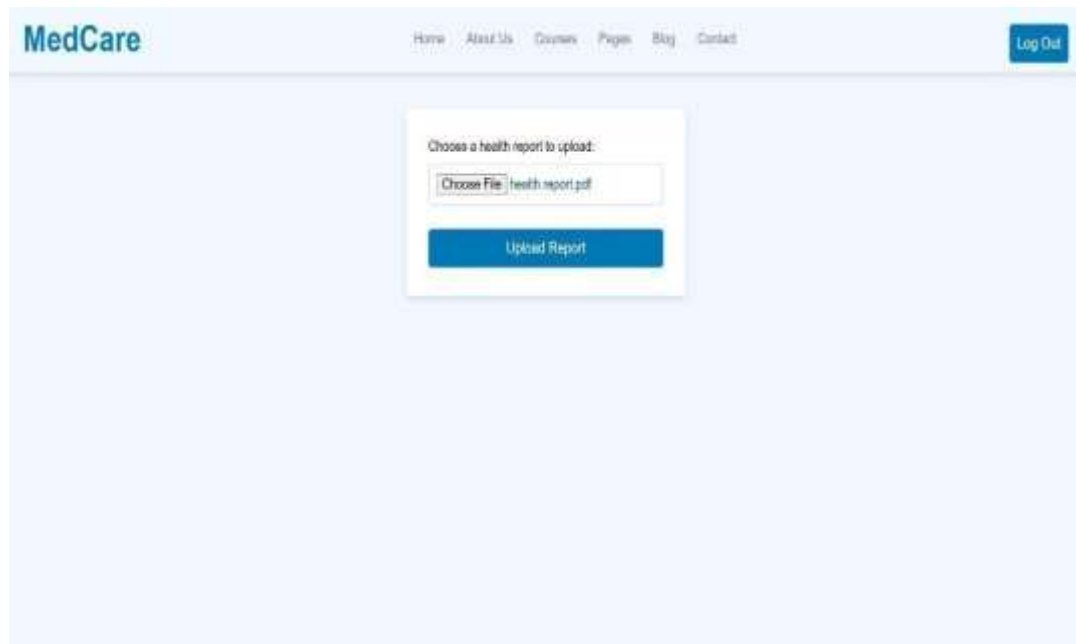 MedCare
Home About Us Courses Pages Blog Contact
Log Out
Choose a health report to upload:
Choose File health report.pdf
Upload Report